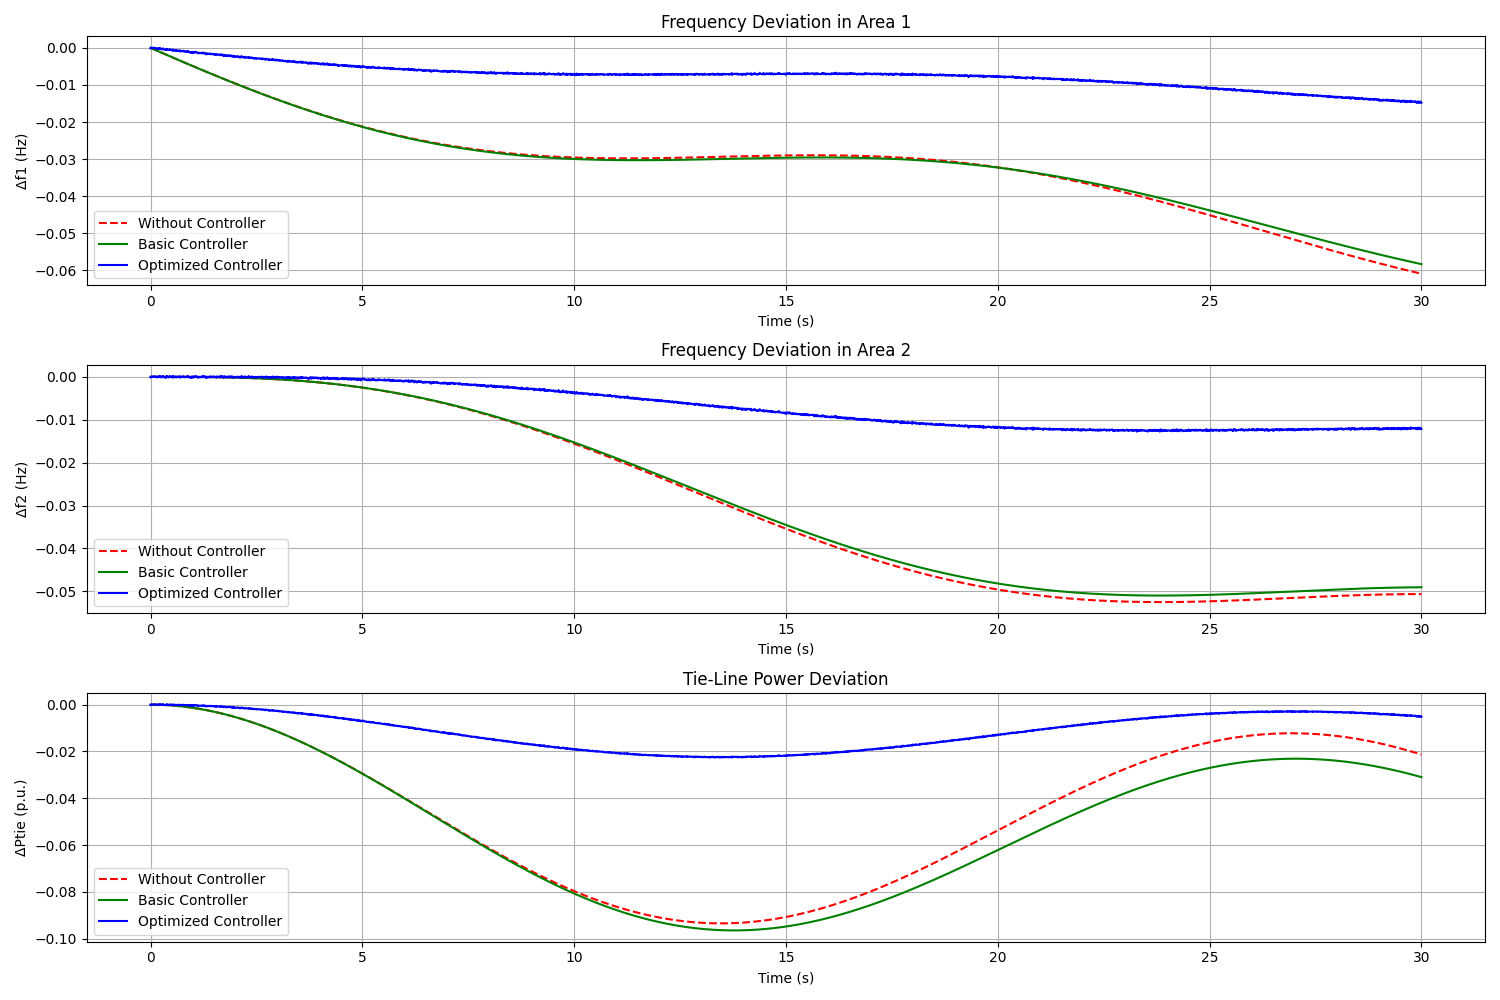 Frequency Deviation in Area 1
0.00
−0.01
−0.02
−0.03
−0.04
−0.05
−0.06
Δf1 (Hz)
Without Controller
Basic Controller
Optimized Controller
0 5 10 15 20 25 30
Time (s)
Frequency Deviation in Area 2
0.00
−0.01
−0.02
−0.03
−0.04
−0.05
Δf2 (Hz)
Without Controller
Basic Controller
Optimized Controller
0 5 10 15 20 25 30
Time (s)
Tie-Line Power Deviation
0.00
−0.02
−0.04
−0.06
−0.08
−0.10
ΔPtie (p.u.)
Without Controller
Basic Controller
Optimized Controller
0 5 10 15 20 25 30
Time (s)